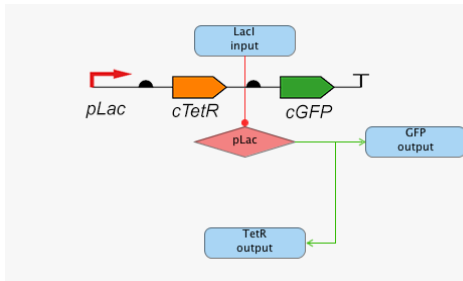 LacI
input
pLac
cTetR
cGFP
pLac
GFP
output
TetR
output